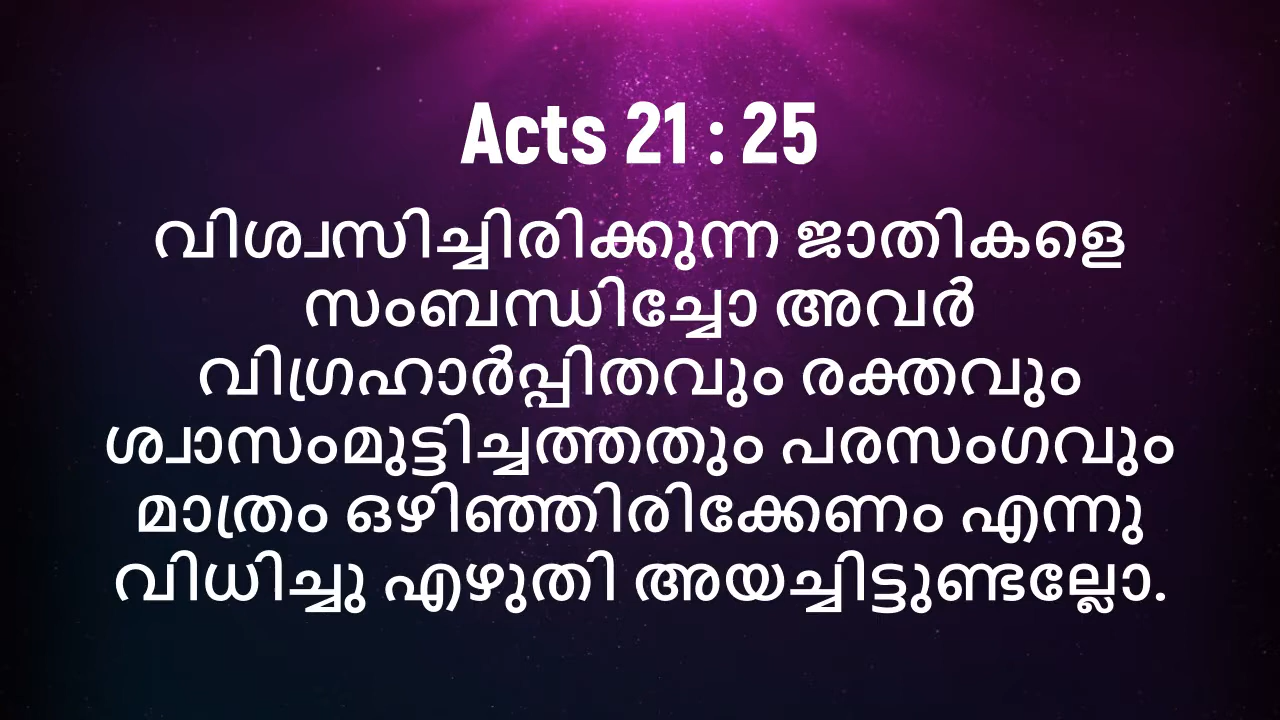 Acts 21 : 25
വിശ്വസിച്ചിരിക്കുന്ന ജാതികളെ
സംബന്ധിച്ചോ അവർ
വിഗ്രഹാർപ്പിതവും രക്തവും
ശ്വാസംമുട്ടിച്ചത്തതും പരസംഗവും
മാത്രം ഒഴിഞ്ഞിരിക്കേണം എന്നു
വിധിച്ചു എഴുതി അയച്ചിട്ടുണ്ടല്ലോ.